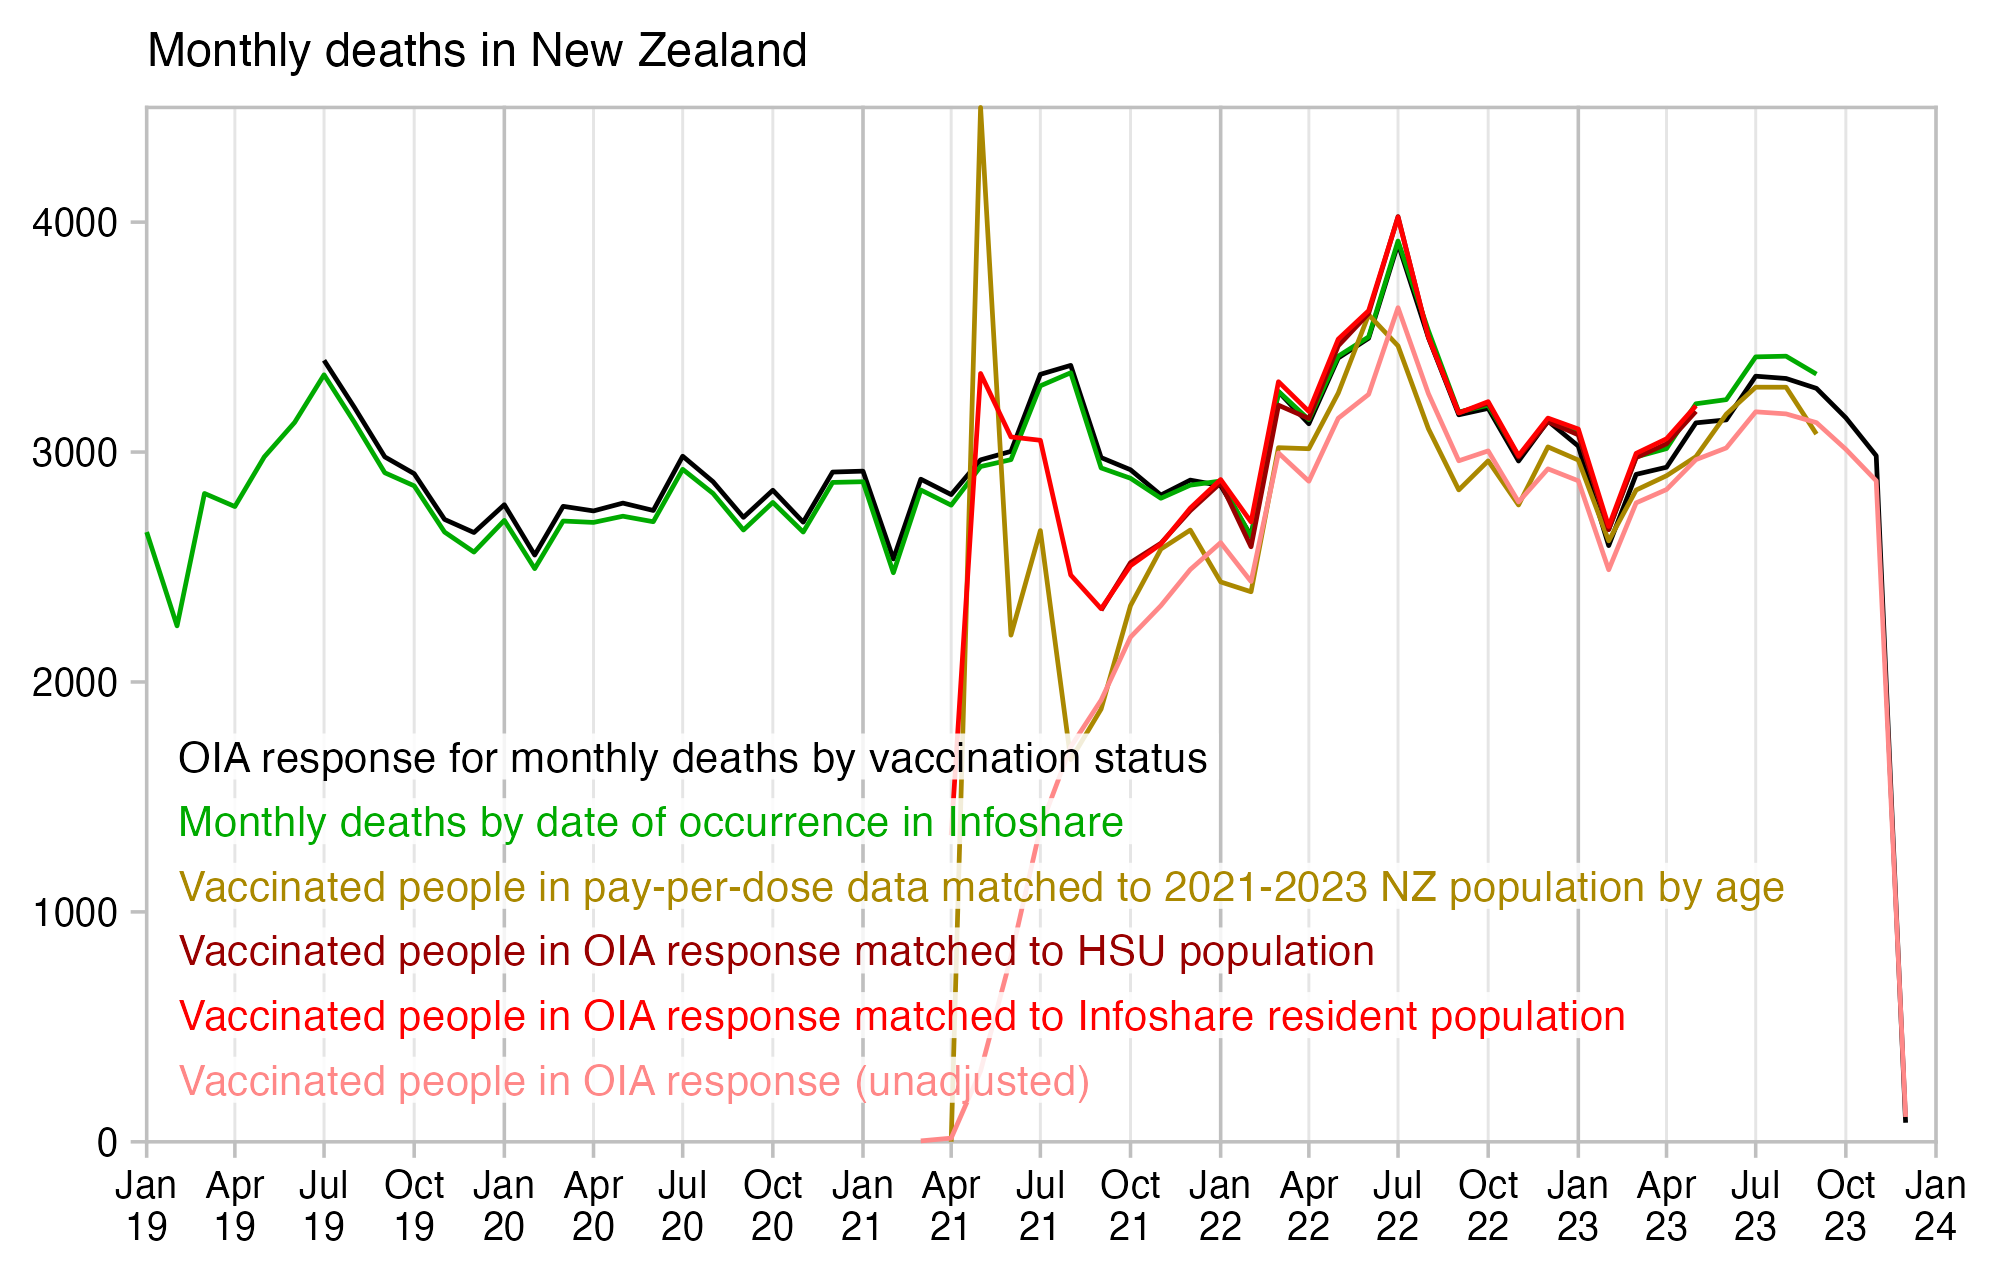 Monthly deaths in New Zealand
4000
3000
2000
1000
0
OIA response for monthly deaths by vaccination status
Monthly deaths by date of occurrence in Infoshare
Vaccinated people in pay-per-dose data matched to 2021-2023 NZ population by age
Vaccinated people in OIA response matched to HSU population
Vaccinated people in OIA response matched to Infoshare resident population
Vaccinated people in OIA response (unadjusted)
Jan Apr Jul Oct Jan Apr Jul Oct Jan Apr Jul Oct Jan Apr Jul Oct Jan Apr Jul Oct Jan
19 19 19 19 20 20 20 20 21 21 21 21 22 22 22 22 23 23 23 23 24